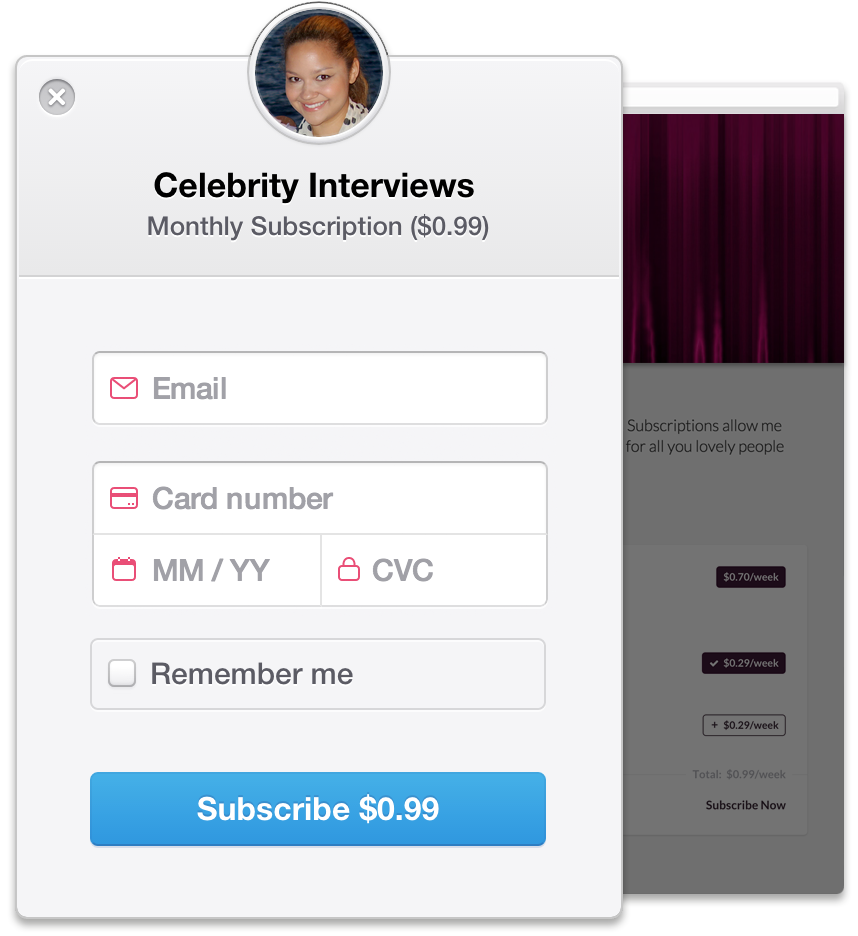 Celebrity Interviews
Monthly Subscription ($0.99)
Email
Card number
MM / YY
CVC
Remember me
Subscribe $0.99
Subscriptions allow me
for all you lovely people
$0.70/week
$0.29/week
+ $0.29/week
Total: $0.99/week
Subscribe Now